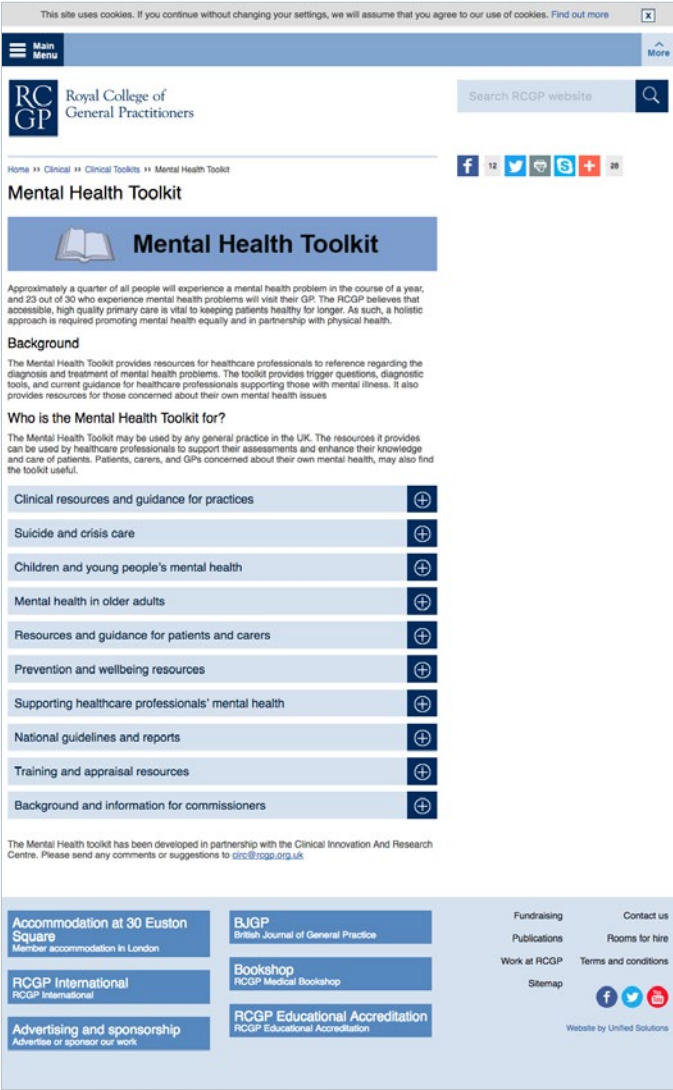 This site uses cookies. If you continue without changing your settings, we will assume that you agree to our use of cookies. Find out more x
Main
Menu
More
RC
GP
Royal College of
General Practitioners
Search RCGP website
Home ›› Clinical ›› Clinical Toolkits ›› Mental Health Toolkit
12
28
Mental Health Toolkit
Mental Health Toolkit
Approximately a quarter of all people will experience a mental health problem in the course of a year,
and 23 out of 30 who experience mental health problems will visit their GP. The RCGP believes that
accessible, high quality primary care is vital to keeping patients healthy for longer. As such, a holistic
approach is required promoting mental health equally and in partnership with physical health.
Background
The Mental Health Toolkit provides resources for healthcare professionals to reference regarding the
diagnosis and treatment of mental health problems. The toolkit provides trigger questions, diagnostic
tools, and current guidance for healthcare professionals supporting those with mental illness. It also
provides resources for those concerned about their own mental health issues
Who is the Mental Health Toolkit for?
The Mental Health Toolkit may be used by any general practice in the UK. The resources it provides
can be used by healthcare professionals to support their assessments and enhance their knowledge
and care of patients. Patients, carers, and GPs concerned about their own mental health, may also find
the toolkit useful.
Clinical resources and guidance for practices
Suicide and crisis care
Children and young people's mental health
Mental health in older adults
Resources and guidance for patients and carers
Prevention and wellbeing resources
Supporting healthcare professionals' mental health
National guidelines and reports
Training and appraisal resources
Background and information for commissioners
The Mental Health toolkit has been developed in partnership with the Clinical Innovation And Research
Centre. Please send any comments or suggestions to circ@rcgp.org.uk
Accommodation at 30 Euston
Square
Member accommodation in London
RCGP International
RCGP International
Advertising and sponsorship
Advertise or sponsor our work
BJGP
British Journal of General Practice
Bookshop
RCGP Medical Bookshop
RCGP Educational Accreditation
RCGP Educational Accreditation
Fundraising
Publications
Work at RCGP
Sitemap
Contact us
Rooms for hire
Terms and conditions
You
Tube
Website by Unified Solutions